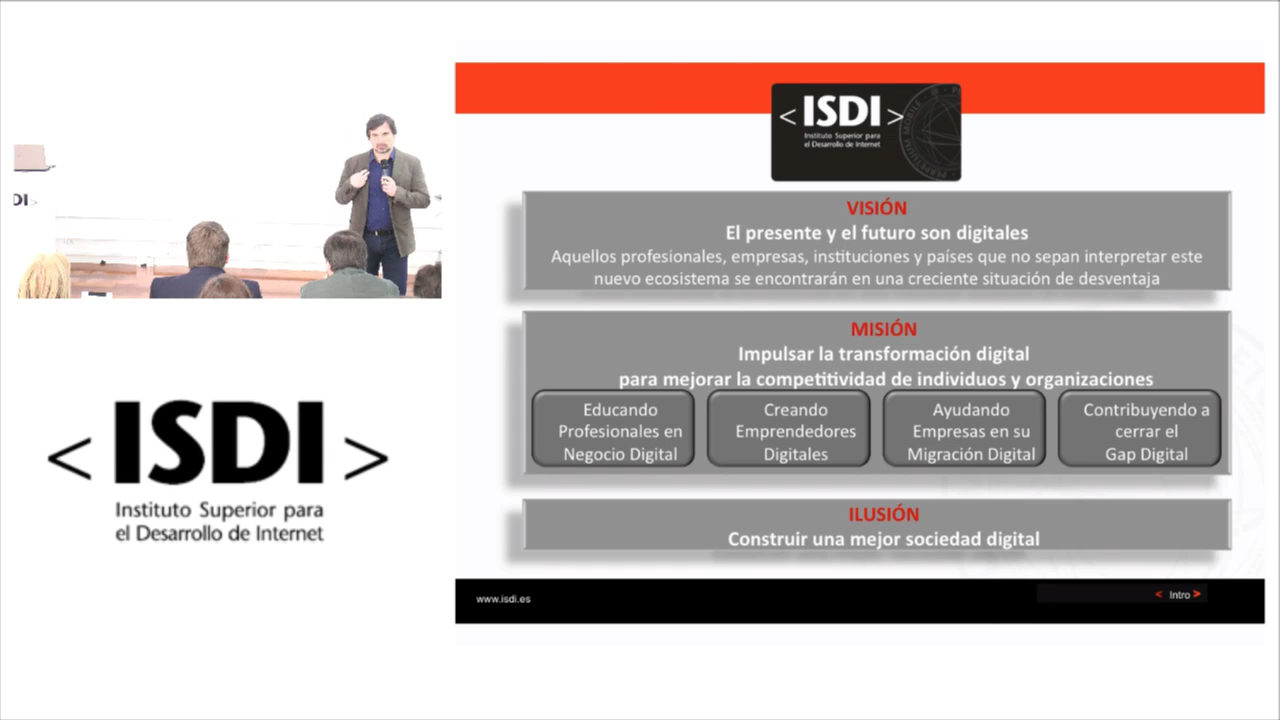 DI>
< ISDI >
Instituto Superior para
el Desarrollo de Internet
< ISDI >
Instituto Superior para
el Desarrollo de Internet
VISIÓN
El presente y el futuro son digitales
Aquellos profesionales, empresas, instituciones y países que no sepan interpretar este
nuevo ecosistema se encontrarán en una creciente situación de desventaja
MISIÓN
Impulsar la transformación digital
para mejorar la competitividad de individuos y organizaciones
Educando
Profesionales en
Negocio Digital
Creando
Emprendedores
Digitales
Ayudando
Empresas en su
Migración Digital
Contribuyendo a
cerrar el
Gap Digital
ILUSIÓN
Construir una mejor sociedad digital
www.isdi.es
< Intro >